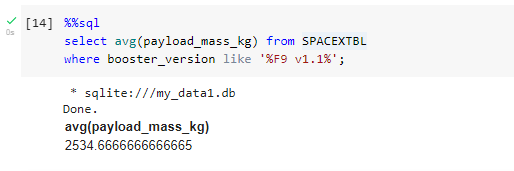 [14] %%sql
0s
select avg(payload_mass_kg) from SPACEXTBL
where booster_version like '%F9 v1.1%';
* sqlite:///my_data1.db
Done.
avg(payload_mass_kg)
2534.6666666666665